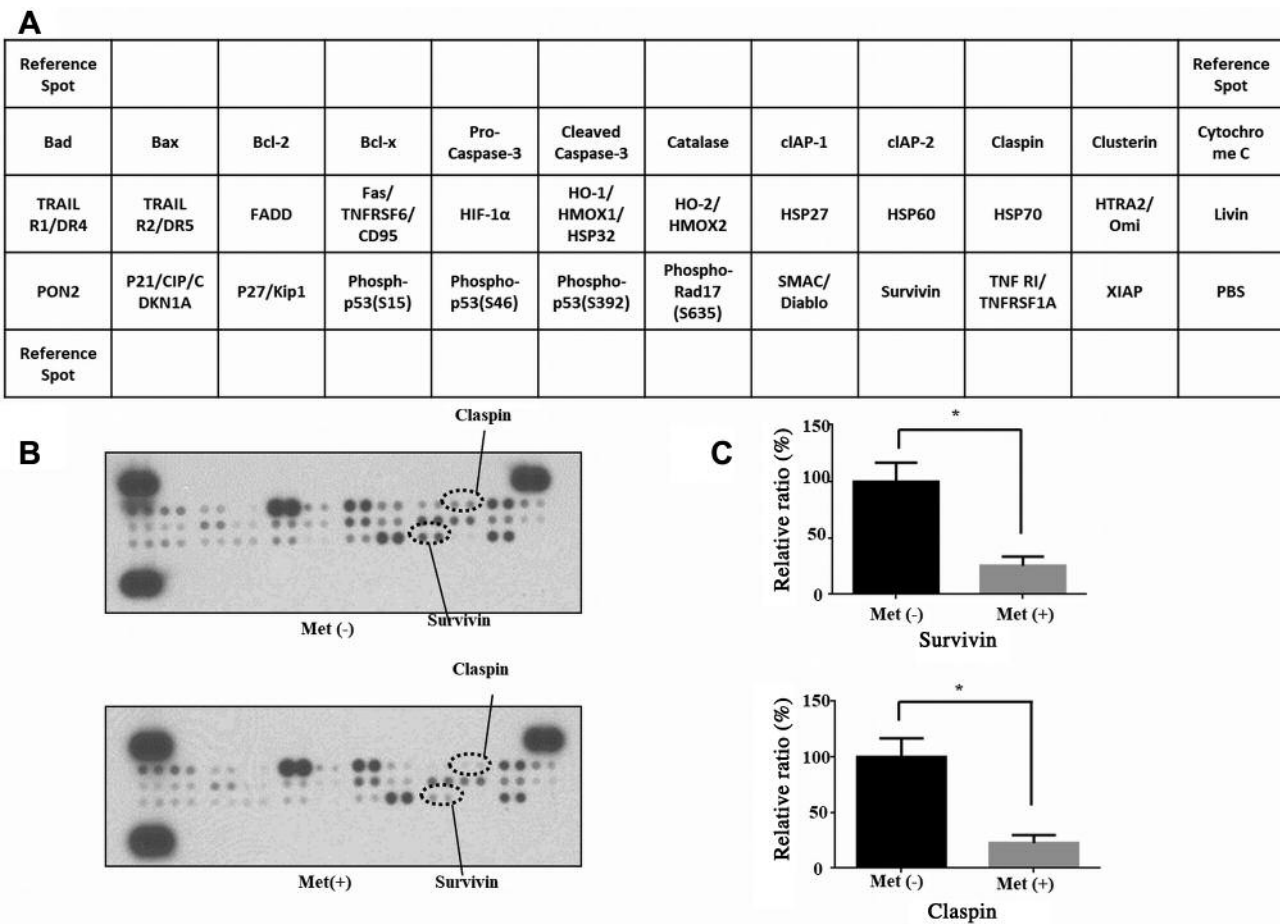 A
Reference Spot Reference Spot
Bad Bax Bcl-2 Bcl-x Pro-Caspase-3 Cleaved Caspase-3 Catalase clAP-1 clAP-2 Claspin Clusterin Cytochrome C
TRAIL R1/DR4 TRAIL R2/DR5 FADD Fas/TNFRSF6/CD95 HIF-1α HO-1/HMOX1/HSP32 HO-2/HMOX2 HSP27 HSP60 HSP70 HTRA2/Omi Livin
PON2 P21/CIP/CDKN1A P27/Kip1 Phosph-p53(S15) Phospho-p53(S46) Phospho-p53(S392) Phospho-Rad17 (S635) SMAC/Diablo Survivin TNF RI/TNFRSF1A XIAP PBS
Reference Spot
B
Claspin
Survivin
Met (-)
Claspin
Met(+)
Survivin
C
Relative ratio (%)
150
100
50
0
*
Met (-) Met (+)
Survivin
Relative ratio (%)
150
100
50
0
*
Met (-) Met (+)
Claspin